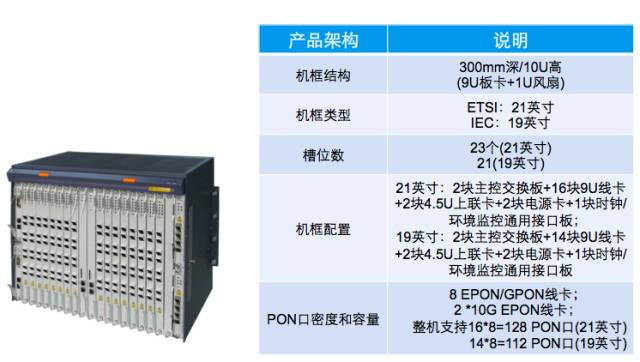 产品架构 说明
机框结构 300mm深/10U高
(9U板卡+1U风扇)
机框类型 ETSI：21英寸
IEC：19英寸
槽位数 23个(21英寸)
21(19英寸)
机框配置 21英寸：2块主控交换板+16块9U线卡
+2块4.5U上联卡+2块电源卡+1块时钟/
环境监控通用接口板；
19英寸：2块主控交换板+14块9U线卡
+2块4.5U上联卡+2块电源卡+1块时钟/
环境监控通用接口板
PON口密度和容量 8 EPON/GPON线卡；
2 *10G EPON线卡；
整机支持16*8=128 PON口(21英寸)
14*8=112 PON口(19英寸)